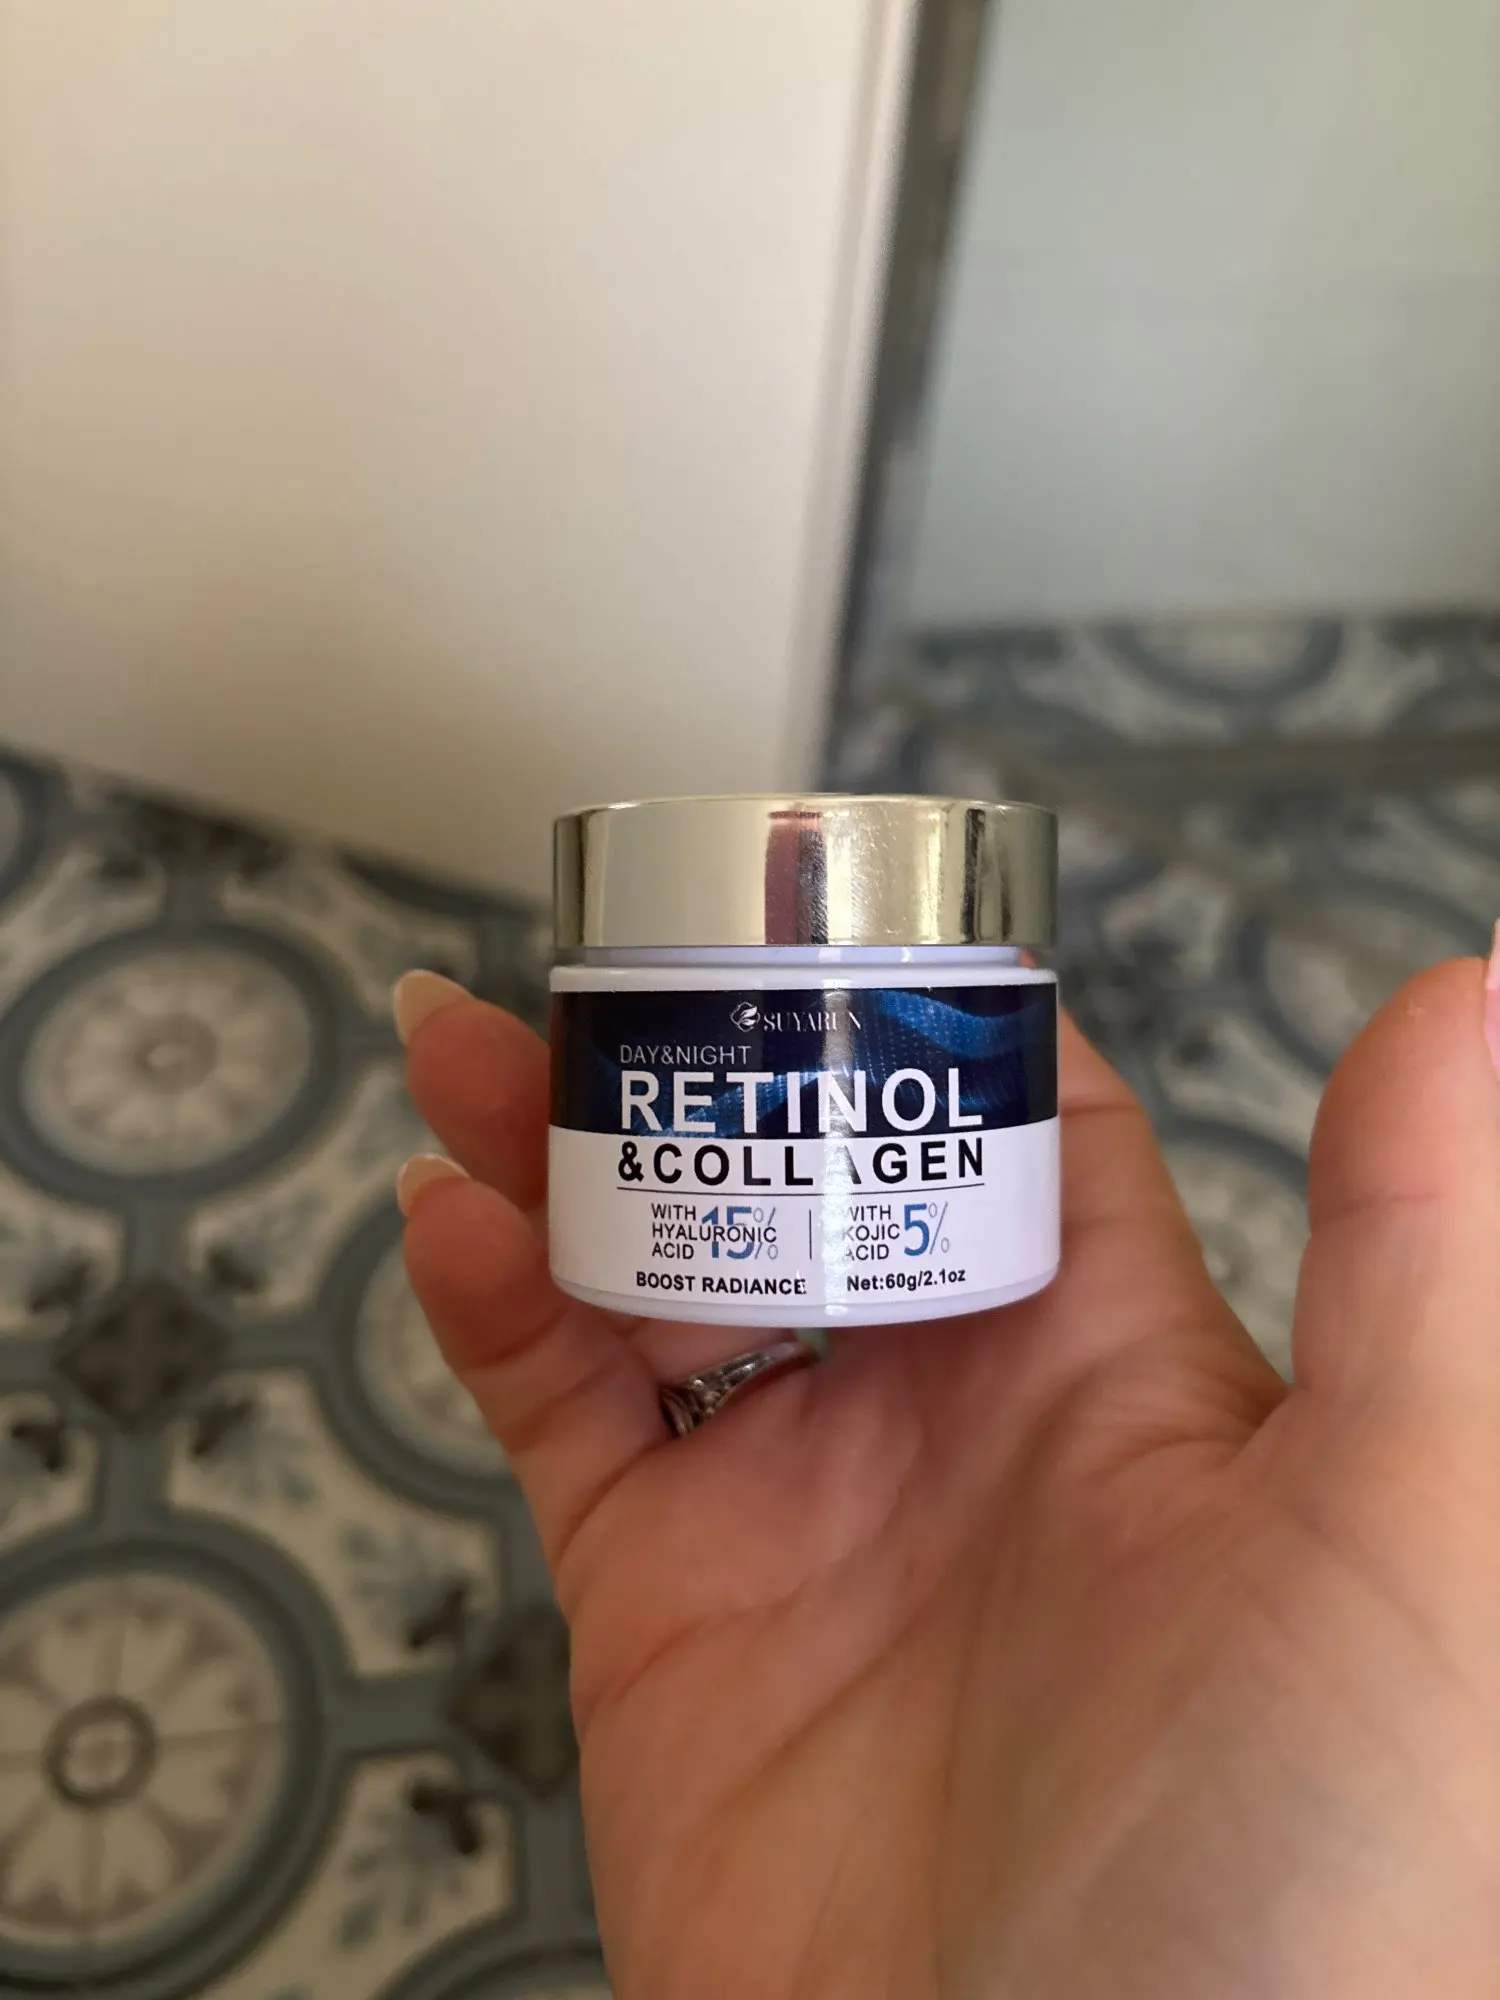 SUYARUN
DAY&NIGHT
RETINOL
&COLLAGEN
WITH
HYALURONIC
ACID
15%
WITH
KOJIC
ACID
5%
BOOST RADIANCE
Net:60g/2.1oz